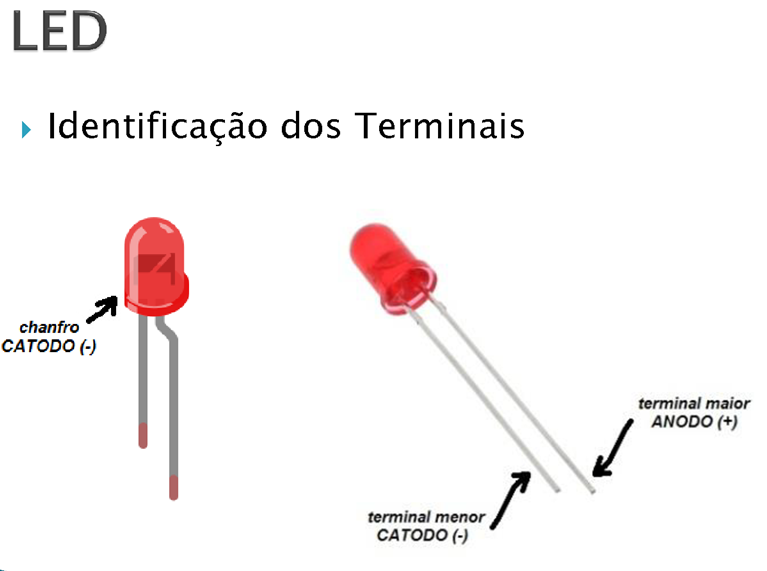 LED
Identificação dos Terminais
chanfro
CATODO (-)
terminal maior
ANODO (+)
terminal menor
CATODO (-)